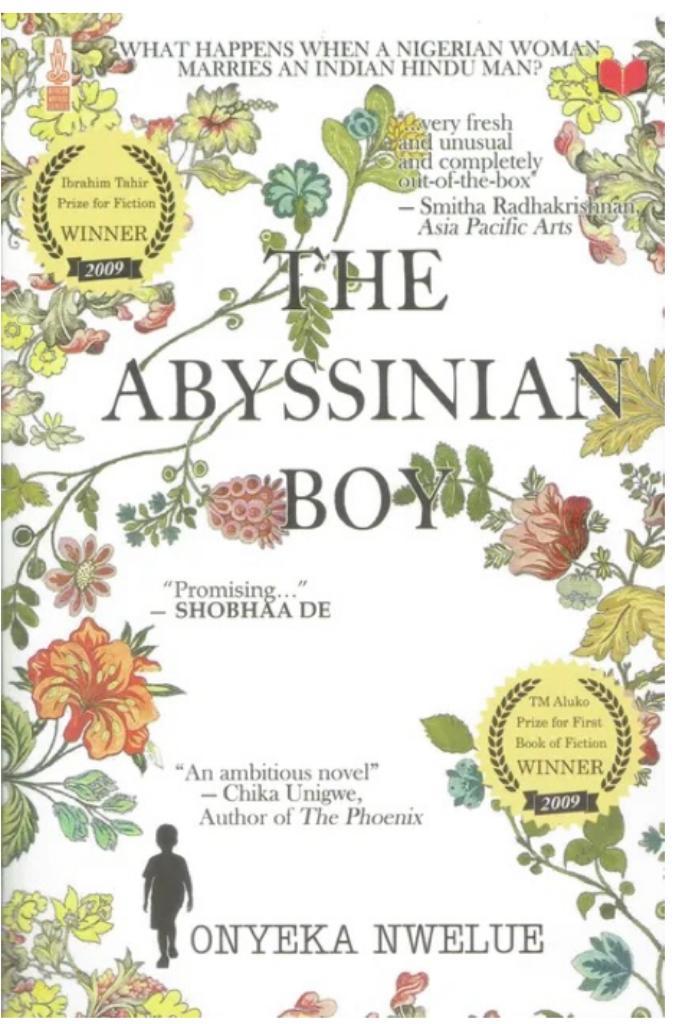 WHAT HAPPENS WHEN A NIGERIAN WOMAN
MARRIES AN INDIAN HINDU MAN?
"...very fresh
and unusual
and completely
out-of-the-box"
— Smitha Radhakrishnan,
Asia Pacific Arts
Ibrahim Tahir
Prize for Fiction
WINNER
2009
THE
ABYSSINIAN
BOY
"Promising..."
— SHOBHAA DE
TM Aluko
Prize for First
Book of Fiction
WINNER
2009
"An ambitious novel"
— Chika Unigwe,
Author of The Phoenix
ONYEKA NWELUE